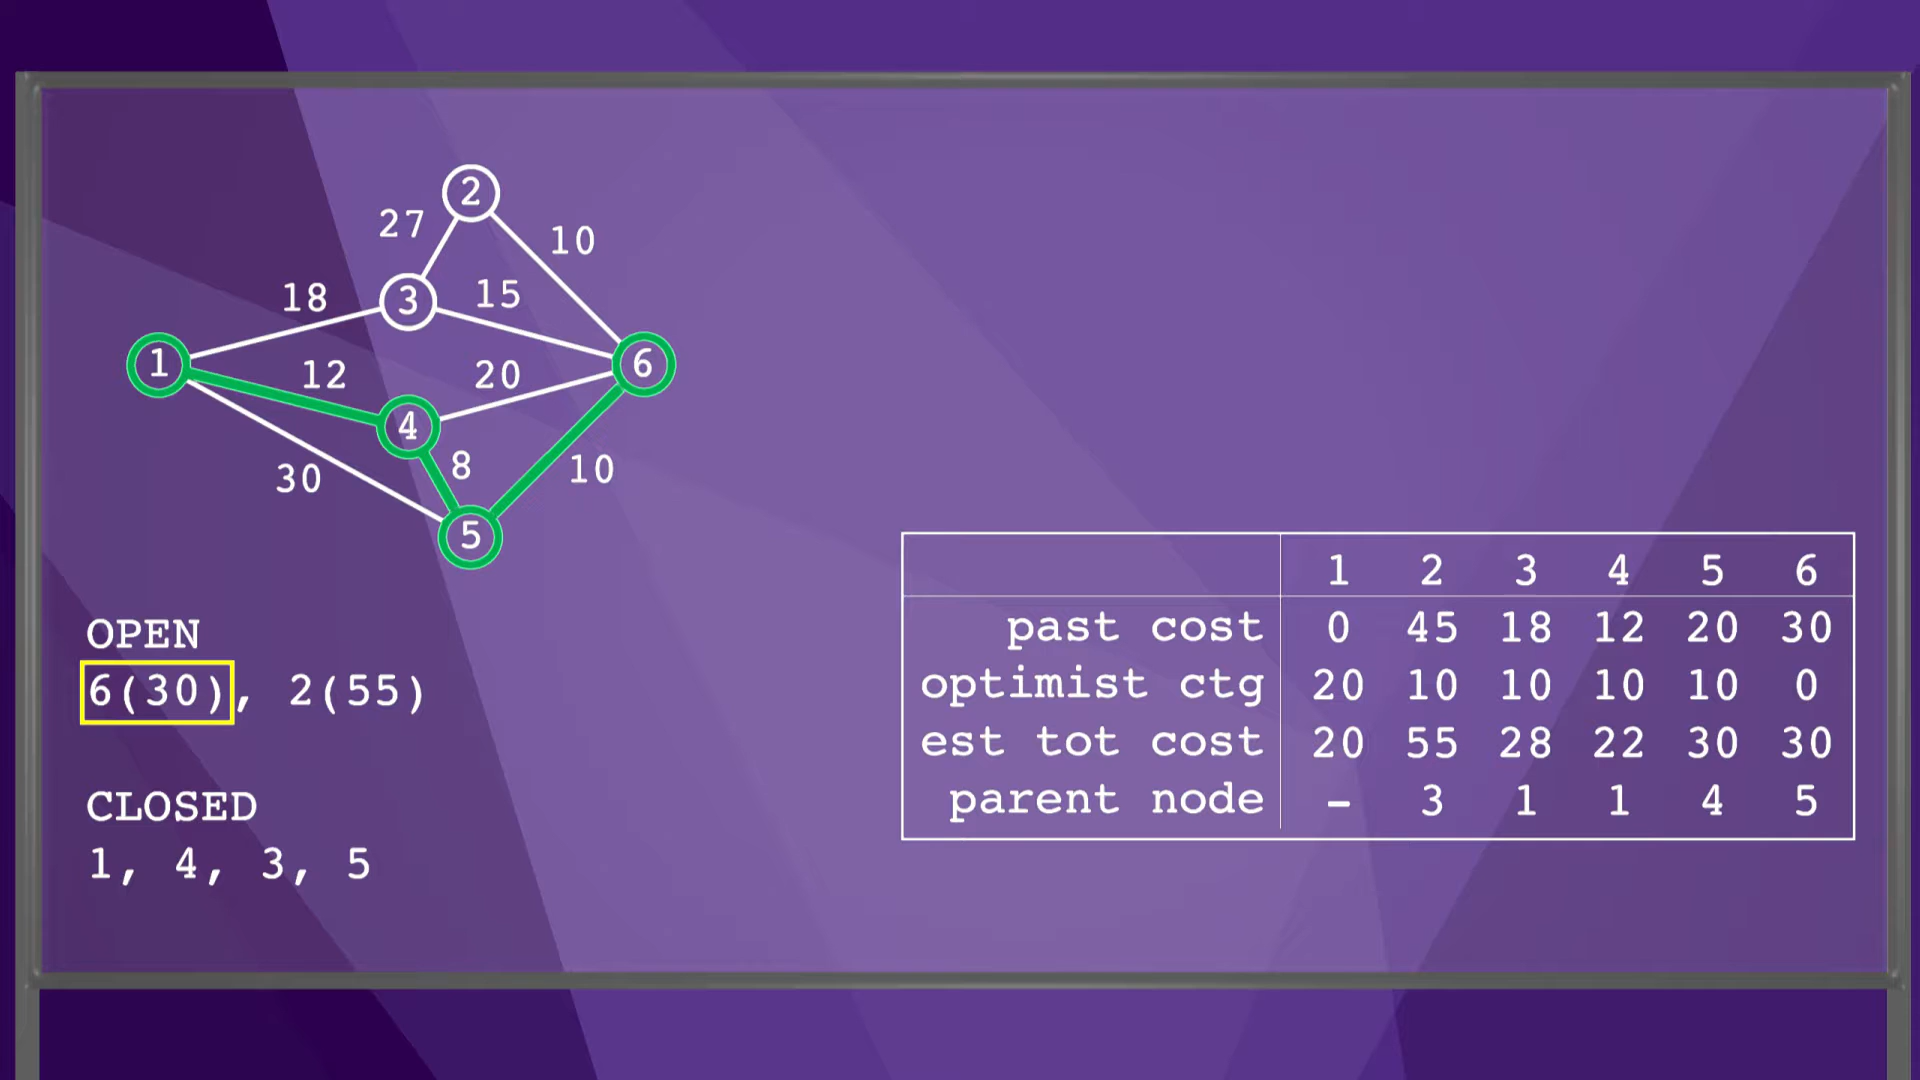 2
27
10
3
18
15
1
6
12
20
4
30
8
10
5
OPEN
6(30), 2(55)
CLOSED
1, 4, 3, 5
1 2 3 4 5 6
past cost 0 45 18 12 20 30
optimist ctg 20 10 10 10 10 0
est tot cost 20 55 28 22 30 30
parent node – 3 1 1 4 5